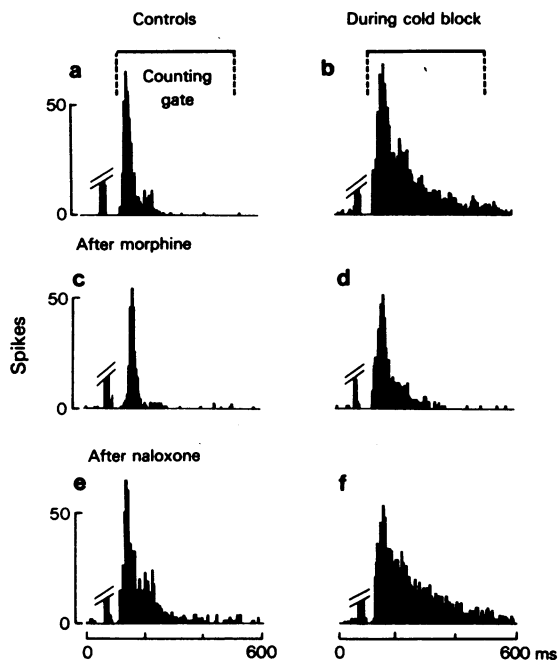 Controls
During cold block
a
b
Counting
gate
50
0
After morphine
c
d
50
0
Spikes
After naloxone
e
f
50
0
0
600
0
600 ms